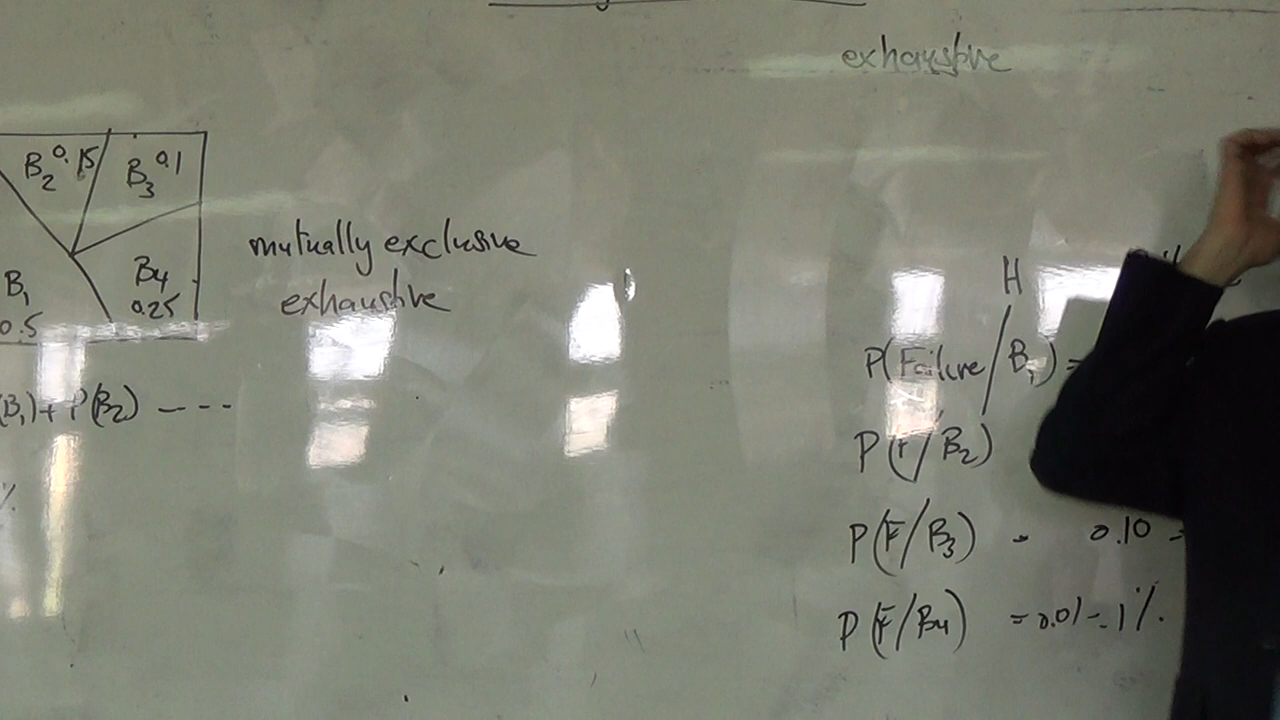 exhaustive
B2 0.15
B3 0.1
B1
0.5
B4
0.25
mutually exclusive
exhaustive
(B1) + P(B2) ----
%
H
P(Failure/B1) =
P(F/B2)
P(F/B3) = 0.10 =
P(F/B4) = 0.01 = 1%.